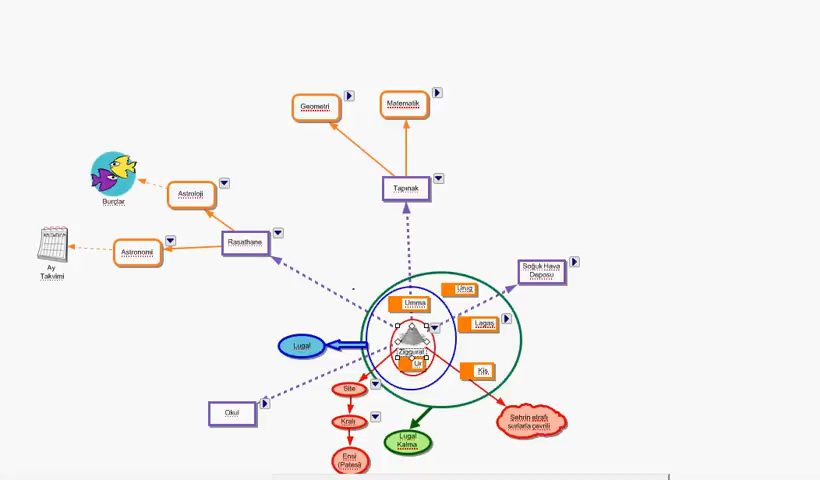 Geometri
Matematik
Burçlar
Astroloji
Tapınak
Ay
Takvimi
Astronomi
Rasathane
Soğuk Hava
Deposu
Umma
Urug
Lagaş
Lugal
Ziggurat
Ur
Kiş
Site
Okul
Kralı
Şehrin etrafı
surlarla çevrili
Lugal
Kalma
Ensi
(Patesi)